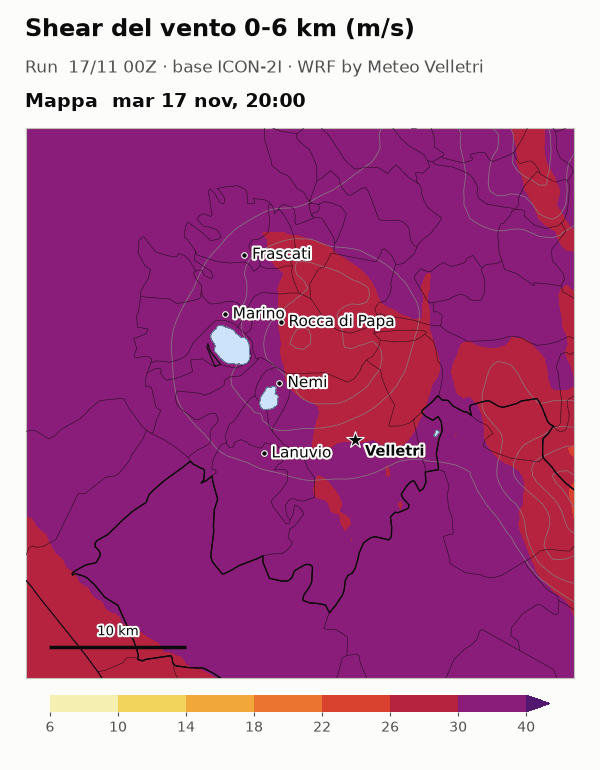 Shear del vento 0-6 km (m/s)
Run  17/11 00Z · base ICON-2I · WRF by Meteo Velletri
Mappa  mar 17 nov, 20:00
Frascati
Marino
Rocca di Papa
Nemi
Velletri
Lanuvio
10 km
6 10 14 18 22 26 30 40